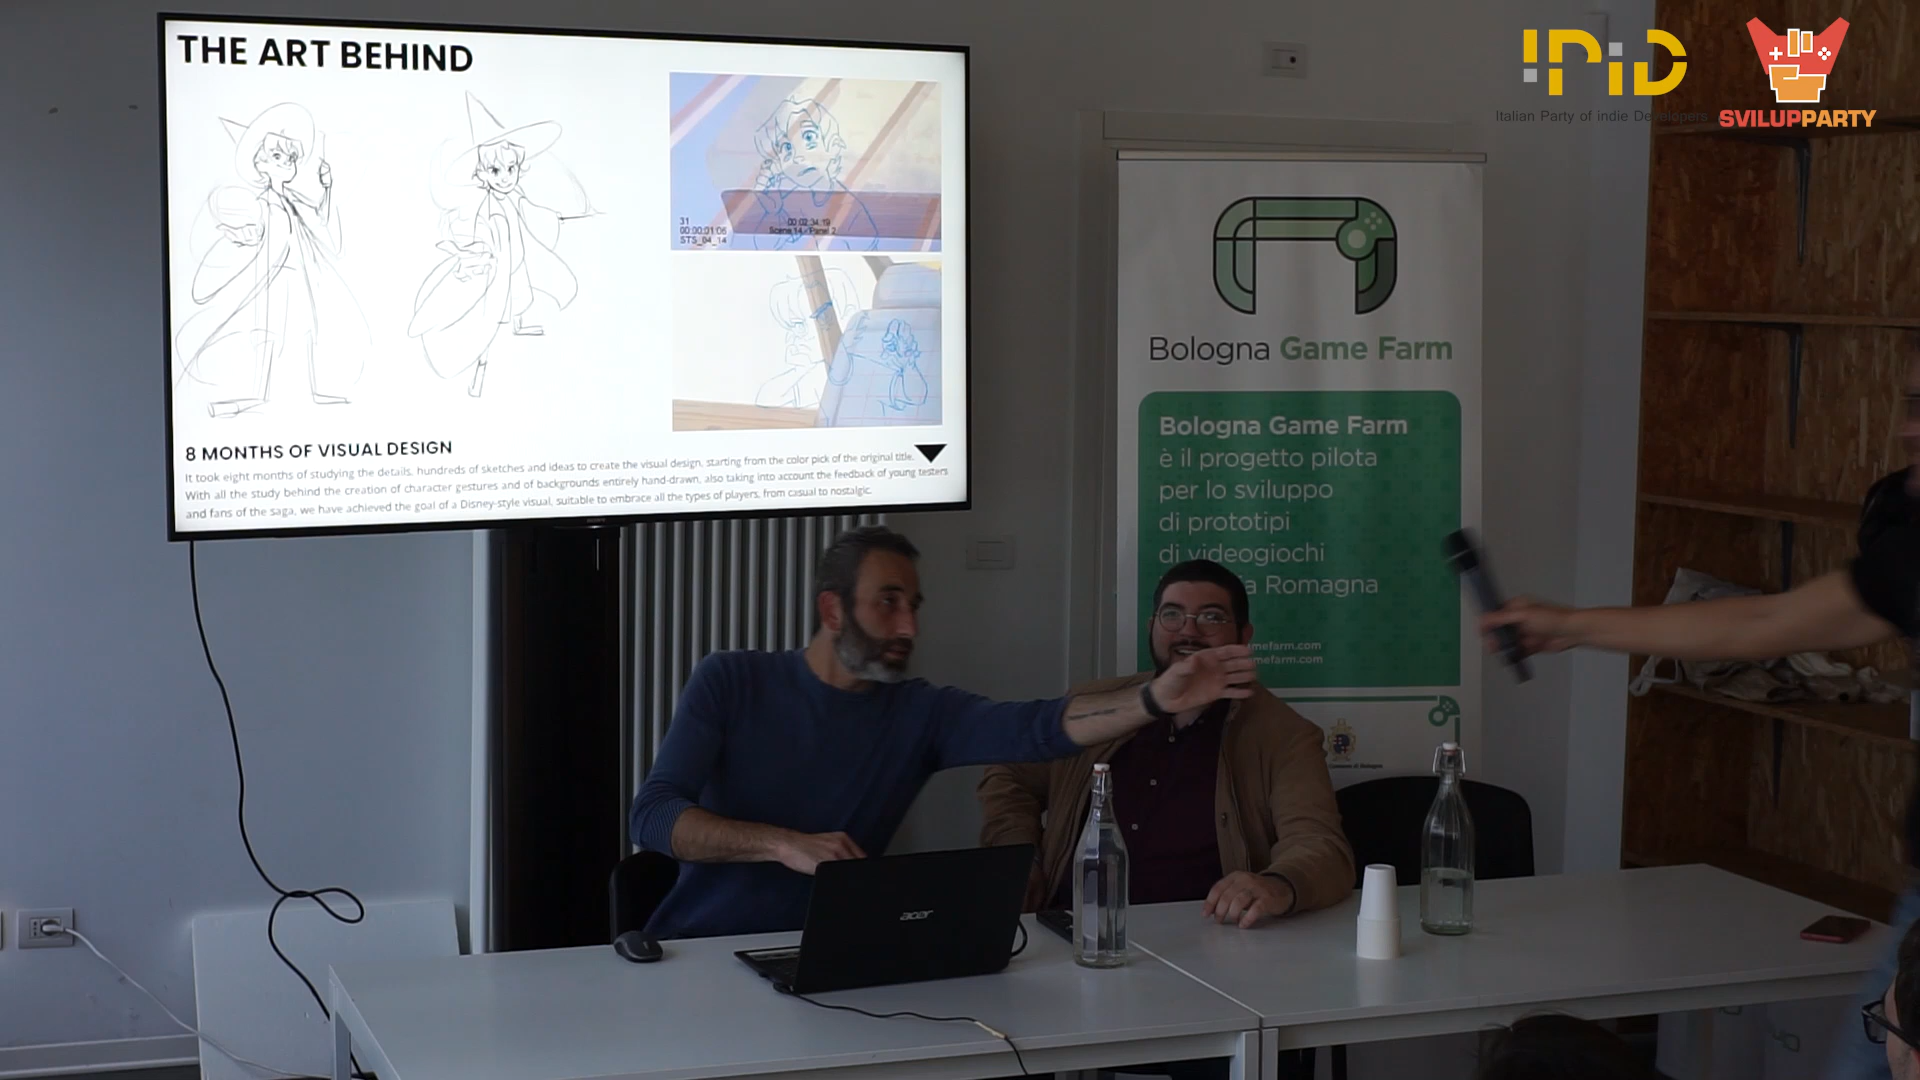 THE ART BEHIND
31
00:00:01:06
STS_04_14
00:02:34:19
Scene 14 - Panel 2
8 MONTHS OF VISUAL DESIGN
It took eight months of studying the details, hundreds of sketches and ideas to create the visual design, starting from the color pick of the original title.
With all the study behind the creation of character gestures and of backgrounds entirely hand-drawn, also taking into account the feedback of young testers
and fans of the saga, we have achieved the goal of a Disney-style visual, suitable to embrace all the types of players, from casual to nostalgic.
IPID
Italian Party of indie Developers
SVILUPPARTY
Bologna Game Farm
Bologna Game Farm
è il progetto pilota
per lo sviluppo
di prototipi
di videogiochi
a Romagna
mefarm.com
mefarm.com
acer